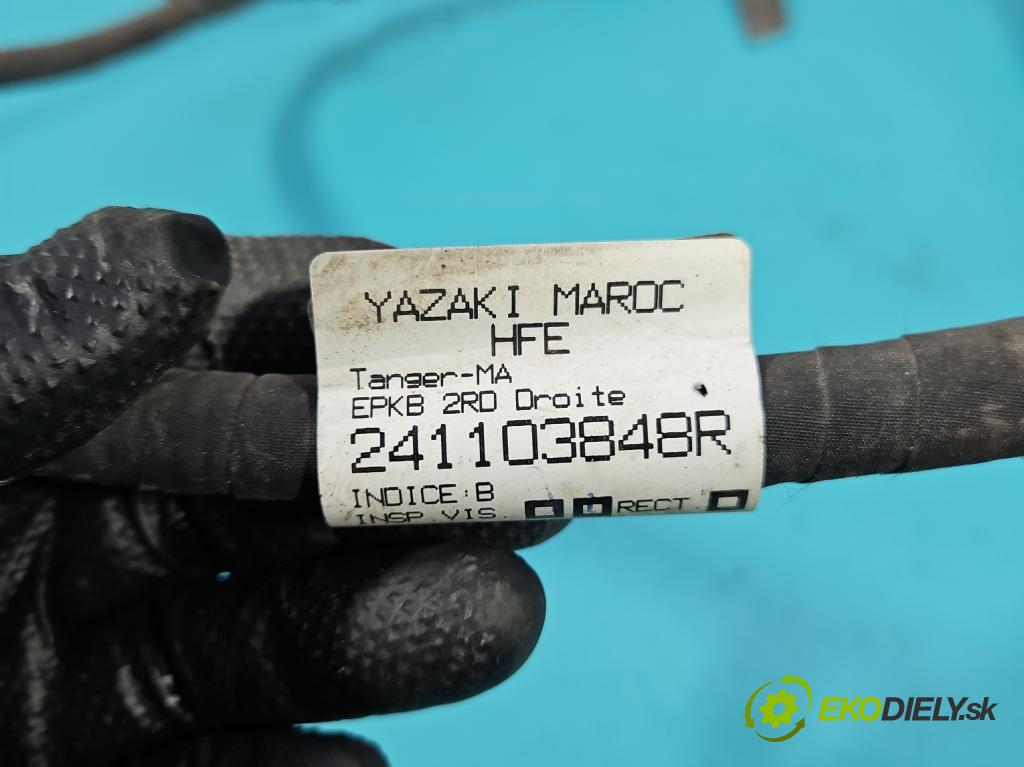 YAZAKI MAROC
HFE
Tanger-MA
EPKB 2RD Droite
241103848R
INDICE:B
INSP VIS. RECT.
EKODIELY.sk